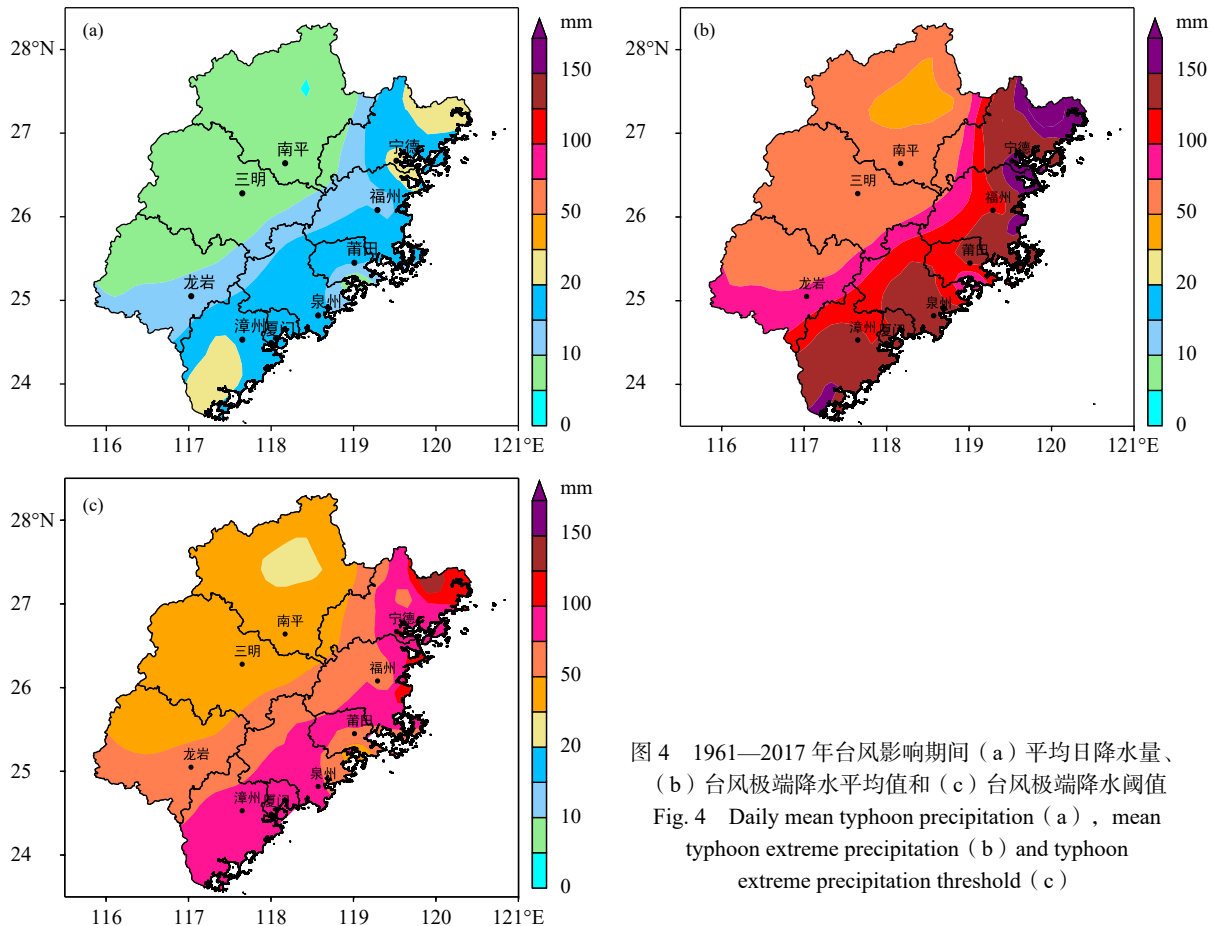 (a)
mm
28°N
27
26
25
24
150
100
50
20
10
0
南平
三明
宁德
福州
莆田
龙岩
泉州
漳州
厦门
116
117
118
119
120
121°E
(b)
mm
28°N
27
26
25
24
150
100
50
20
10
0
南平
三明
宁德
福州
莆田
龙岩
泉州
漳州
厦门
116
117
118
119
120
121°E
(c)
mm
28°N
27
26
25
24
150
100
50
20
10
0
南平
三明
宁德
福州
莆田
龙岩
泉州
漳州
厦门
116
117
118
119
120
121°E
图 4 1961—2017 年台风影响期间（a）平均日降水量、
（b）台风极端降水平均值和（c）台风极端降水阈值
Fig. 4 Daily mean typhoon precipitation（a）, mean
typhoon extreme precipitation（b）and typhoon
extreme precipitation threshold（c）